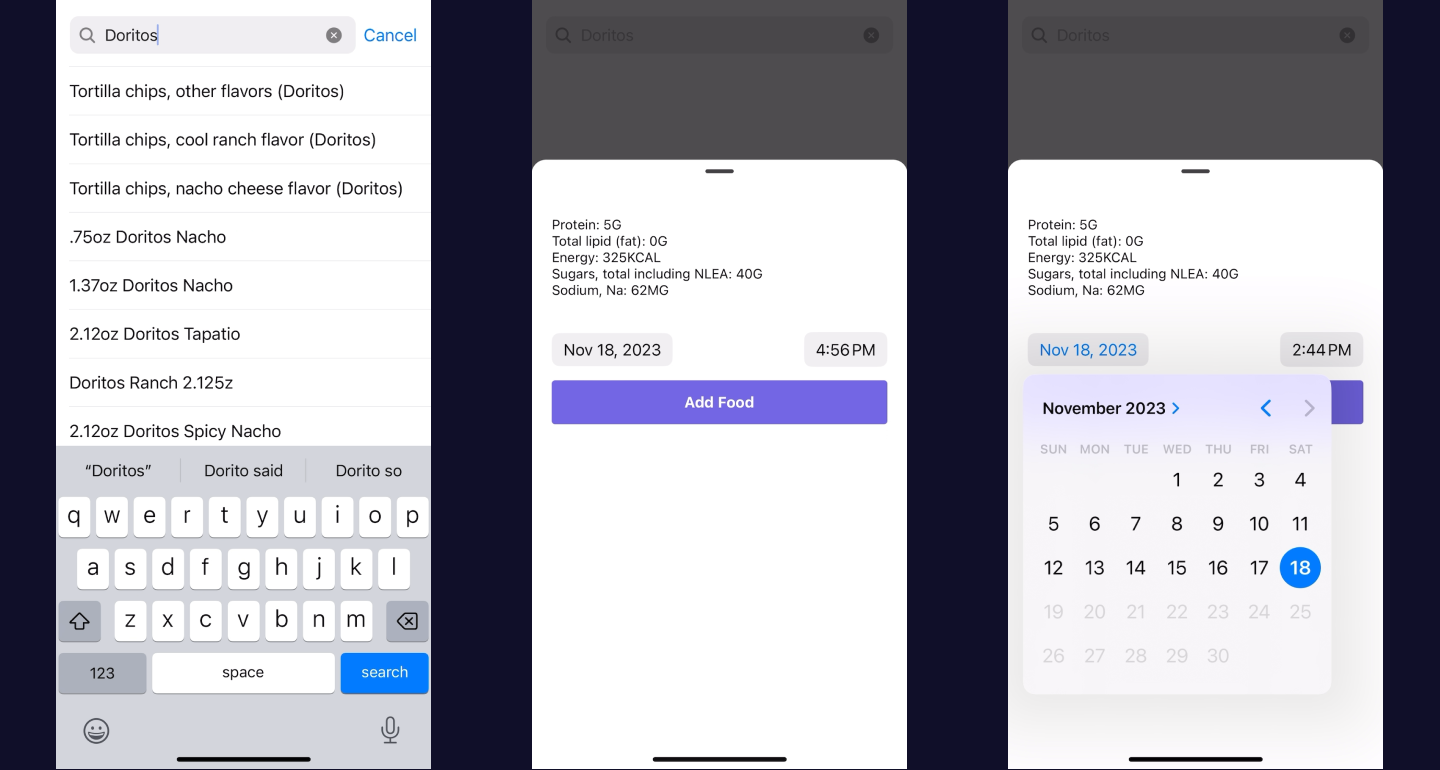 Doritos
Cancel
Tortilla chips, other flavors (Doritos)
Tortilla chips, cool ranch flavor (Doritos)
Tortilla chips, nacho cheese flavor (Doritos)
.75oz Doritos Nacho
1.37oz Doritos Nacho
2.12oz Doritos Tapatio
Doritos Ranch 2.125z
2.12oz Doritos Spicy Nacho
“Doritos” Dorito said Dorito so
q w e r t y u i o p
a s d f g h j k l
z x c v b n m
123 space search
Doritos
Protein: 5G
Total lipid (fat): 0G
Energy: 325KCAL
Sugars, total including NLEA: 40G
Sodium, Na: 62MG
Nov 18, 2023 4:56 PM
Add Food
Doritos
Protein: 5G
Total lipid (fat): 0G
Energy: 325KCAL
Sugars, total including NLEA: 40G
Sodium, Na: 62MG
Nov 18, 2023 2:44 PM
November 2023
SUN MON TUE WED THU FRI SAT
1 2 3 4
5 6 7 8 9 10 11
12 13 14 15 16 17 18
19 20 21 22 23 24 25
26 27 28 29 30